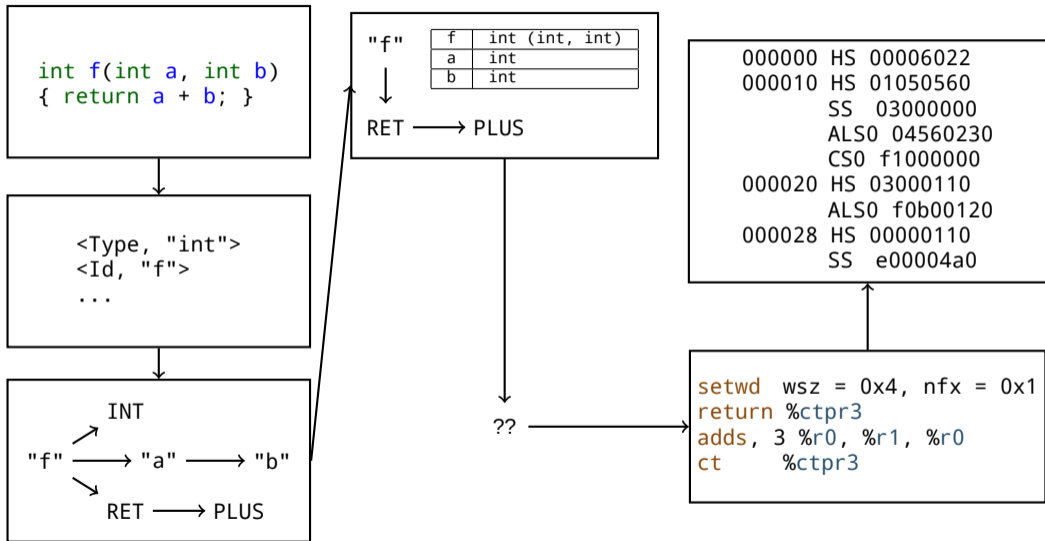 int f(int a, int b)
{ return a + b; }
<Type, "int">
<Id, "f">
...
INT
"f" "a" "b"
RET PLUS
"f"
f int (int, int)
a int
b int
RET PLUS
??
setwd wsz = 0x4, nfx = 0x1
return %ctpr3
adds, 3 %r0, %r1, %r0
ct %ctpr3
000000 HS 00006022
000010 HS 01050560
SS 03000000
ALS0 04560230
CS0 f1000000
000020 HS 03000110
ALS0 f0b00120
000028 HS 00000110
SS e00004a0